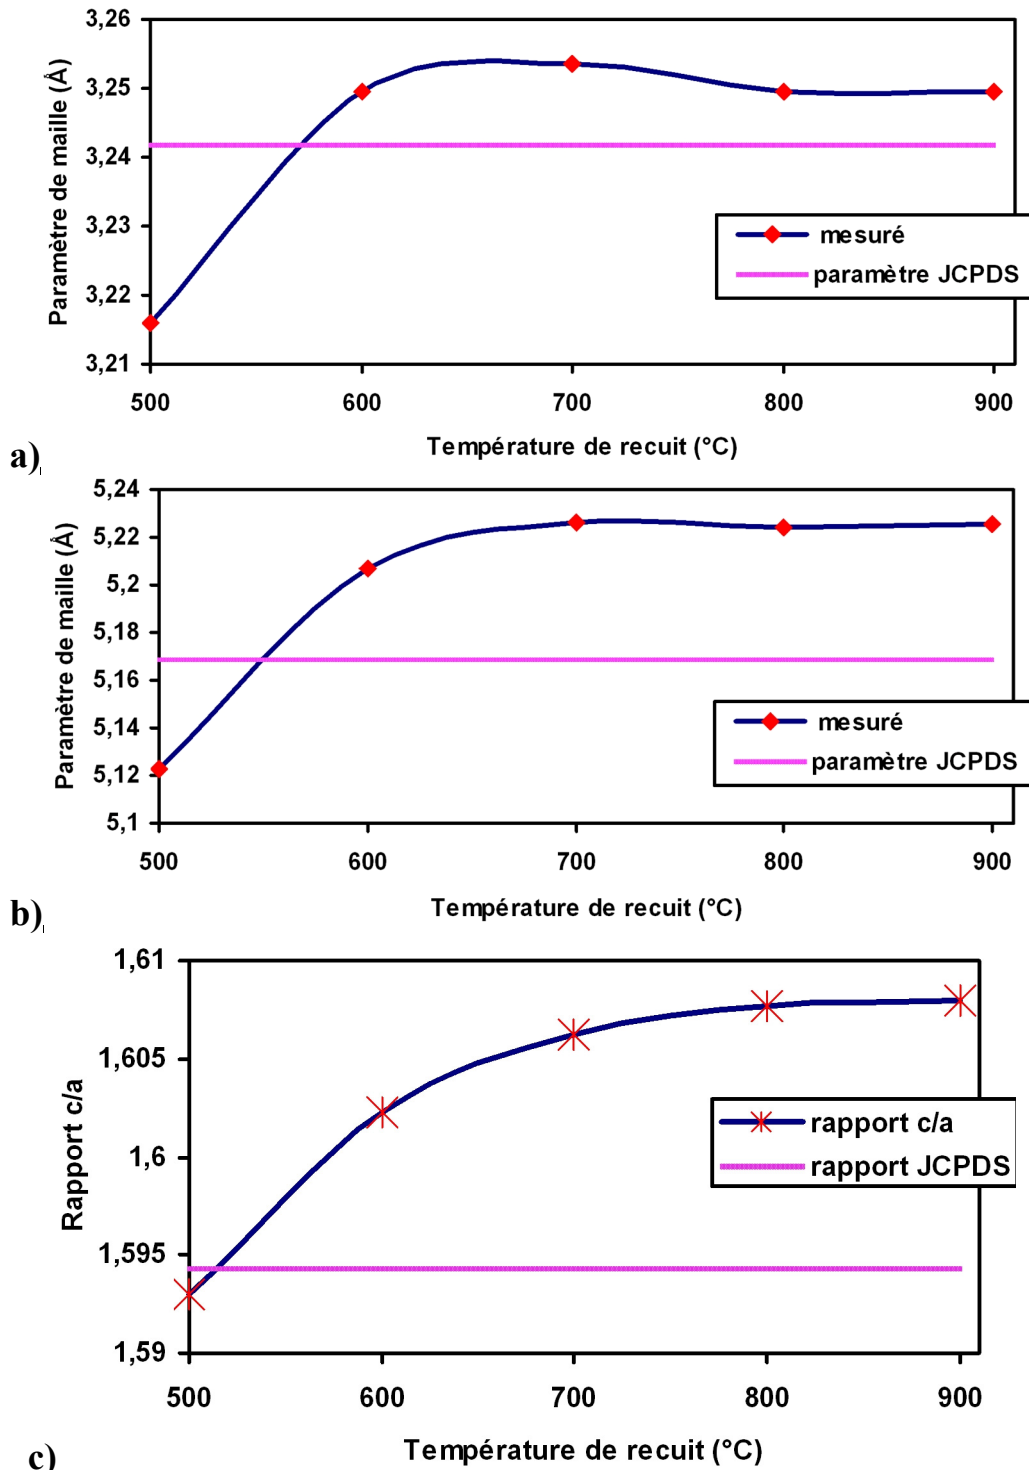 3,26
3,25
3,24
3,23
3,22
3,21
Paramètre de maille (Å)
mesuré
paramètre JCPDS
500 600 700 800 900
Température de recuit (°C)
a)
5,24
5,22
5,2
5,18
5,16
5,14
5,12
5,1
Paramètre de maille (Å)
mesuré
paramètre JCPDS
500 600 700 800 900
Température de recuit (°C)
b)
1,61
1,605
1,6
1,595
1,59
Rapport c/a
rapport c/a
rapport JCPDS
500 600 700 800 900
Température de recuit (°C)
c)